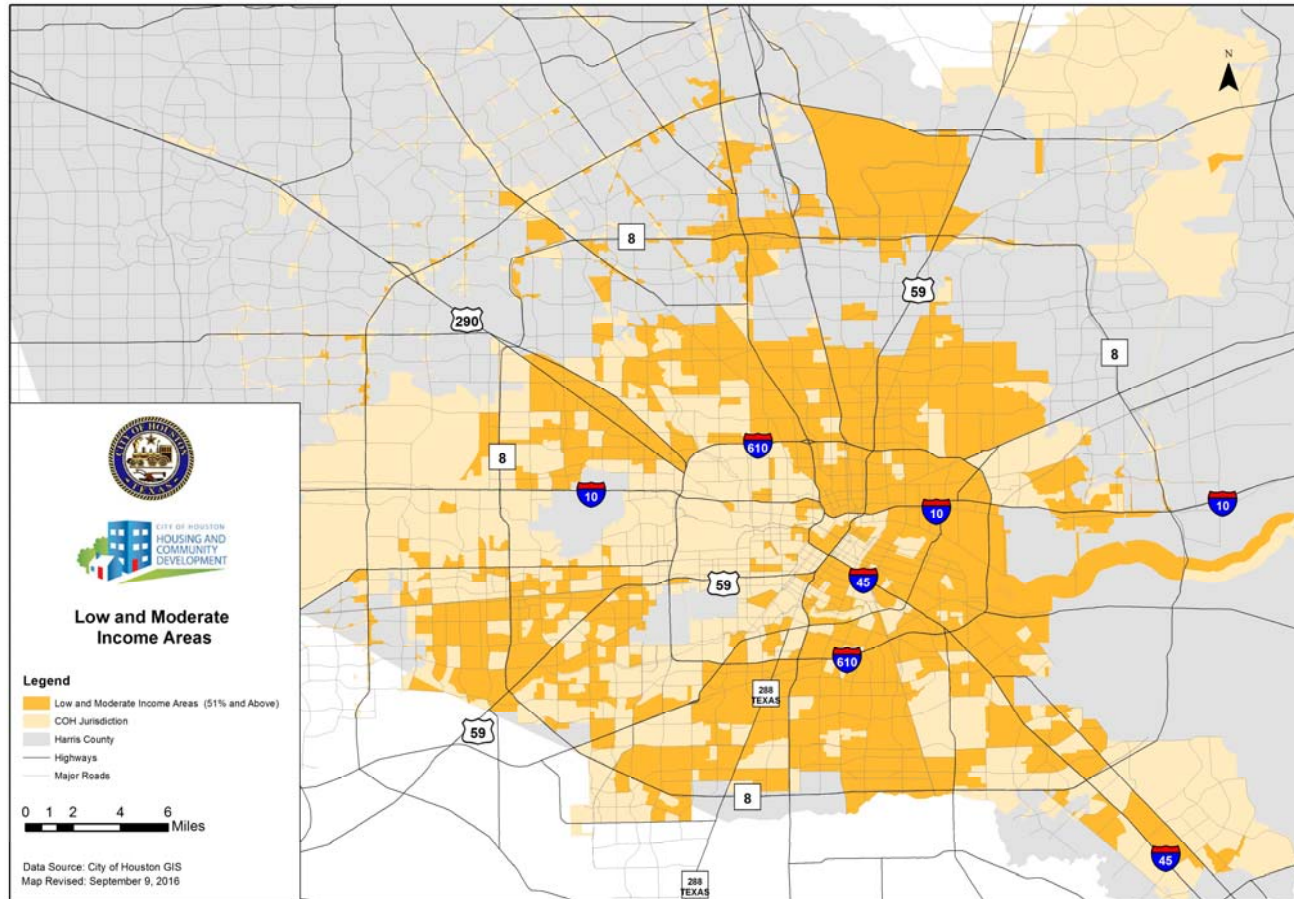 N
8
59
290
8
8
610
10
10
10
59
45
610
288
TEXAS
59
8
45
288
TEXAS
CITY OF HOUSTON
TEXAS
CITY OF HOUSTON
HOUSING AND
COMMUNITY
DEVELOPMENT
Low and Moderate
Income Areas
Legend
Low and Moderate Income Areas (51% and Above)
COH Jurisdiction
Harris County
Highways
Major Roads
0 1 2 4 6
Miles
Data Source: City of Houston GIS
Map Revised: September 9, 2016